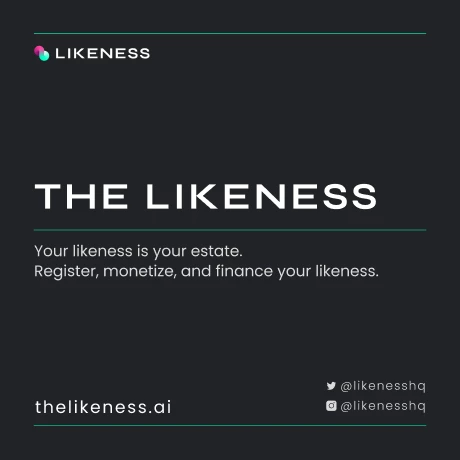 LIKENESS
THE LIKENESS
Your likeness is your estate.
Register, monetize, and finance your likeness.
thelikeness.ai
@likenesshq
@likenesshq